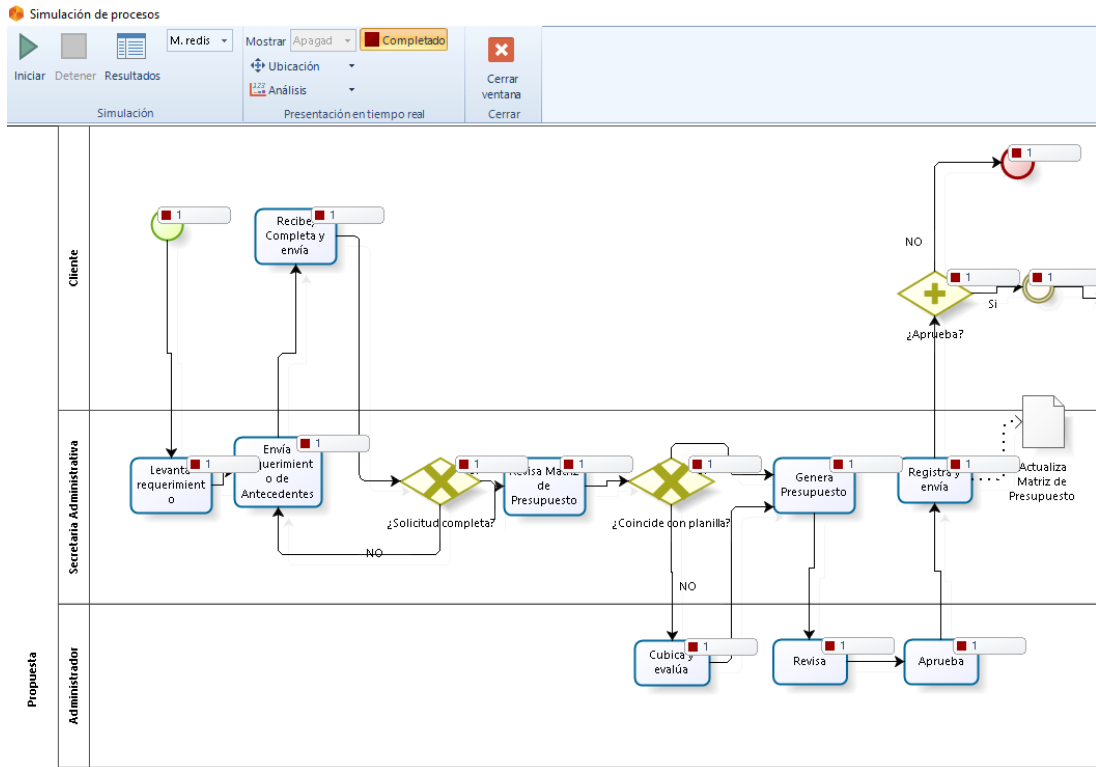 Simulación de procesos
M. redis
Mostrar Apagad Completado
Ubicación
Análisis
Iniciar Detener Resultados
Cerrar
ventana
Simulación
Presentación en tiempo real
Cerrar
1
1
1
Recibe,
Completa y
envía
1
1
NO
Si
¿Aprueba?
Cliente
1
Envía
requerimient
o de
Antecedentes
1
Levanta
requerimient
o
1
¿Solicitud completa?
NO
1
Revisa Matriz
de
Presupuesto
1
¿Coincide con planilla?
NO
1
Genera
Presupuesto
1
Registra y
envía
Actualiza
Matriz de
Presupuesto
Secretaria Administrativa
1
Cubica y
evalúa
1
Revisa
1
Aprueba
Administrador
Propuesta